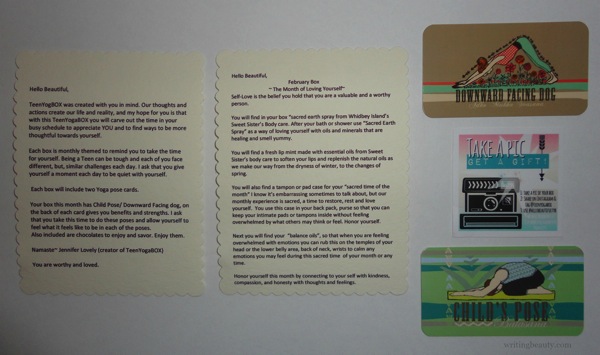 Hello Beautiful,
TeenYogBOX was created with you in mind. Our thoughts and
actions create our life and reality, and my hope for you is that
with this TeenYogaBOX you will carve out the time in your
busy schedule to appreciate YOU and to find ways to be more
thoughtful towards yourself.
Each box is monthly themed to remind you to take the time
for yourself. Being a Teen can be tough and each of you face
different, but, similar challenges each day. I ask that you give
yourself a moment each day to be quiet with yourself.
Each box will include two Yoga pose cards.
Your box this month has Child Pose/ Downward Facing dog, on
the back of each card gives you benefits and strengths. I ask
that you take this time to do these poses and allow yourself to
feel what it feels like to be in each of the poses.
Also included are chocolates to enjoy and savor. Enjoy them.
Namaste~ Jennifer Lovely (creator of TeenYogaBOX)
You are worthy and loved.
Hello Beautiful,
February Box
~ The Month of Loving Yourself~
Self-Love is the belief you hold that you are a valuable and a worthy
person.
You will find in your box "sacred earth spray from Whidbey Island's
Sweet Sister's Body Care. After your bath or shower use "Sacred Earth
Spray" as a way of loving yourself with oils and minerals that are
healing and smell yummy.
You will find a fresh lip mint made with essential oils from Sweet
Sister's body care to soften your lips and replenish the natural oils as
we make our way from the dryness of winter, to the changes of
spring.
You will also find a tampon or pad case for your "sacred time of the
month" I know it's embarrassing sometimes to talk about, but our
monthly experience is sacred, a time to restore, rest and love
yourself. You use this case in your back pack, purse so that you can
keep your intimate pads or tampons inside without feeling
overwhelmed by what others may think or feel. Honor yourself.
Next you will find "balance oils", so that when you are feeling
overwhelmed with emotions you can rub this on the temples of your
head or the lower belly area, back of neck, wrists to calm any
emotions you may feel during this sacred time of your month or any
time.
Honor yourself this month by connecting to your self with kindness,
compassion, and honesty with thoughts and feelings.
DOWNWARD FACING DOG
TAKE A PIC
GET A GIFT!
CHILD'S POSE
Balasana
writingbeauty.com